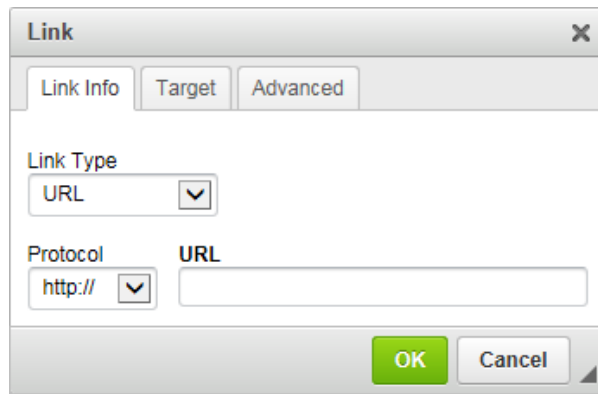 Link
Link Info Target Advanced
Link Type
URL
Protocol URL
http://
OK Cancel